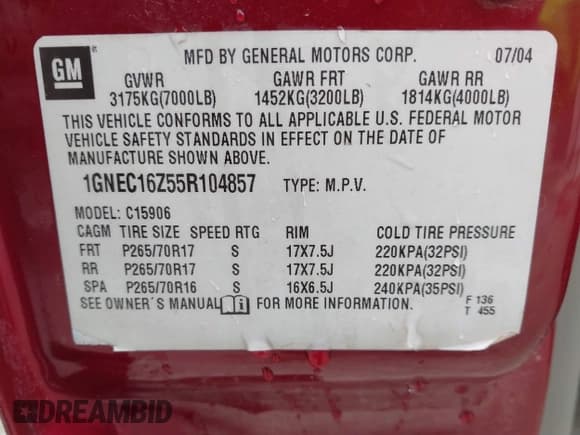 GM
MFD BY GENERAL MOTORS CORP. 07/04
GVWR GAWR FRT GAWR RR
3175KG(7000LB) 1452KG(3200LB) 1814KG(4000LB)
THIS VEHICLE CONFORMS TO ALL APPLICABLE U.S. FEDERAL MOTOR
VEHICLE SAFETY STANDARDS IN EFFECT ON THE DATE OF
MANUFACTURE SHOWN ABOVE.
1GNEC16Z55R104857 TYPE: M.P.V.
MODEL: C15906
CAGM TIRE SIZE SPEED RTG RIM COLD TIRE PRESSURE
FRT P265/70R17 S 17X7.5J 220KPA(32PSI)
RR P265/70R17 S 17X7.5J 220KPA(32PSI)
SPA P265/70R16 S 16X6.5J 240KPA(35PSI)
SEE OWNER´S MANUAL FOR MORE INFORMATION.
F 136
T 455
DREAMBID